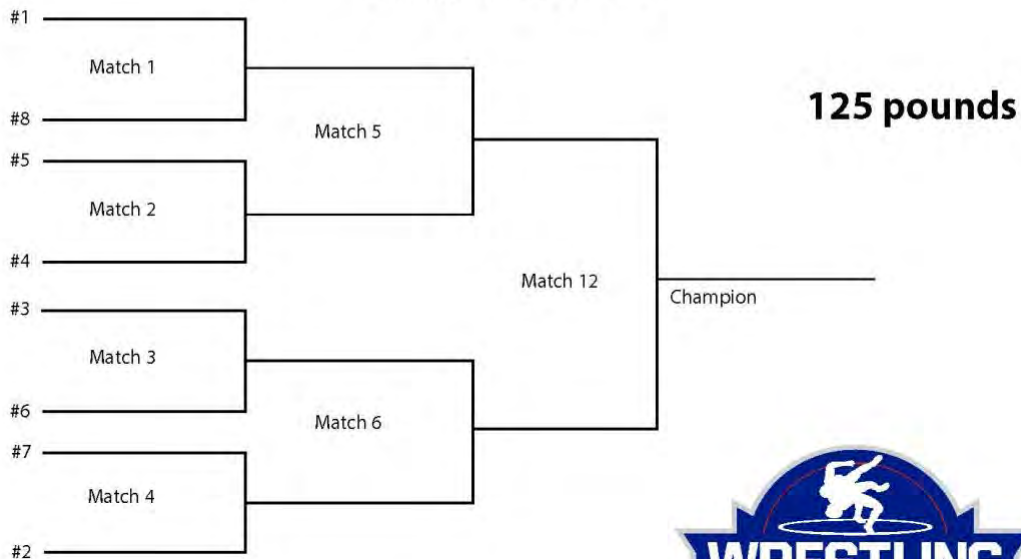 #1
Match 1
#8
Match 5
125 pounds
#5
Match 2
#4
Match 12
Champion
#3
Match 3
#6
Match 6
#7
Match 4
#2
WRESTLING